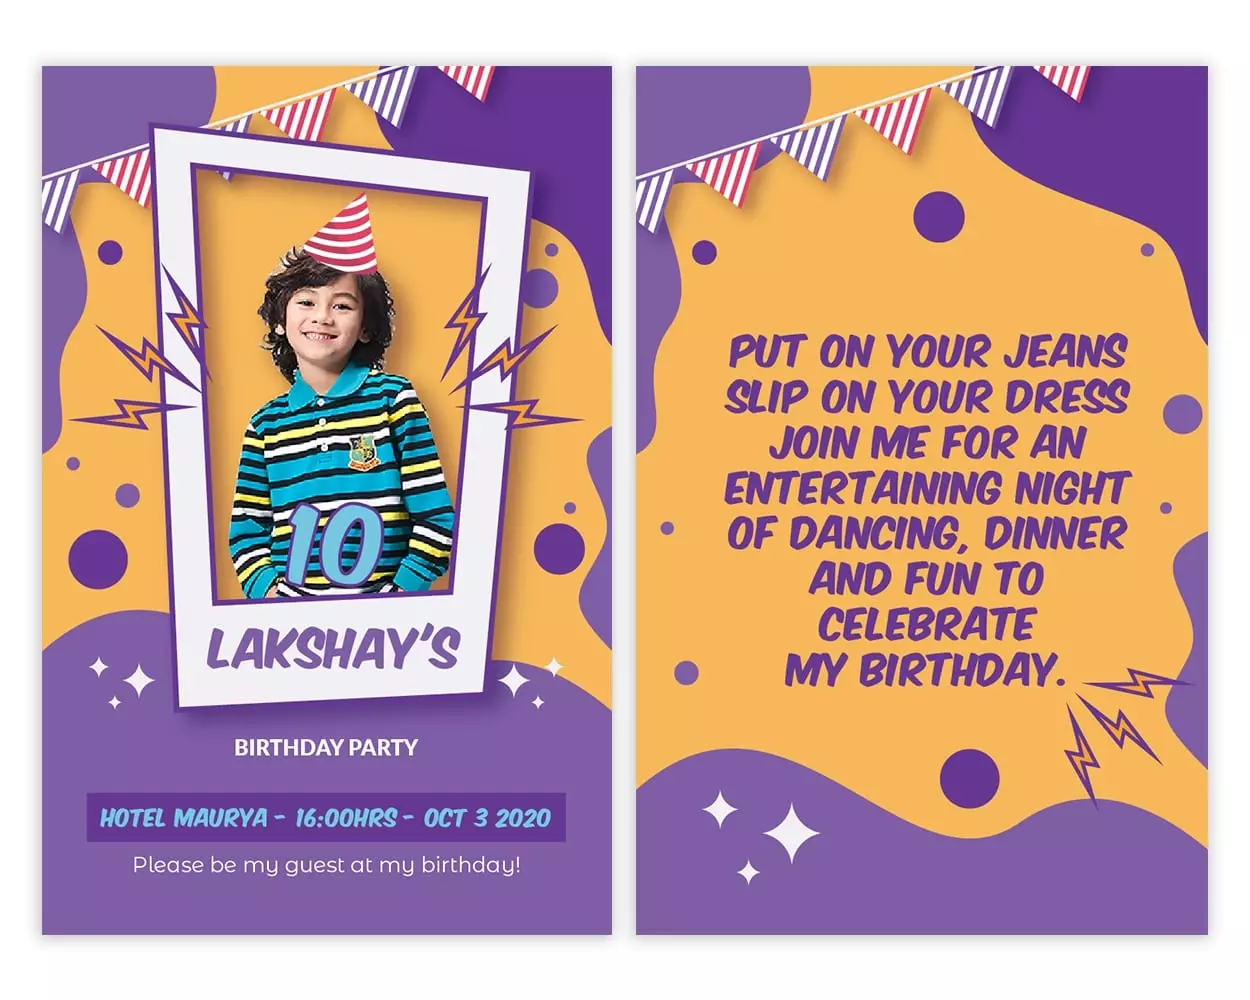 10
LAKSHAY'S
BIRTHDAY PARTY
HOTEL MAURYA - 16:00HRS - OCT 3 2020
Please be my guest at my birthday!
PUT ON YOUR JEANS
SLIP ON YOUR DRESS
JOIN ME FOR AN
ENTERTAINING NIGHT
OF DANCING, DINNER
AND FUN TO
CELEBRATE
MY BIRTHDAY.